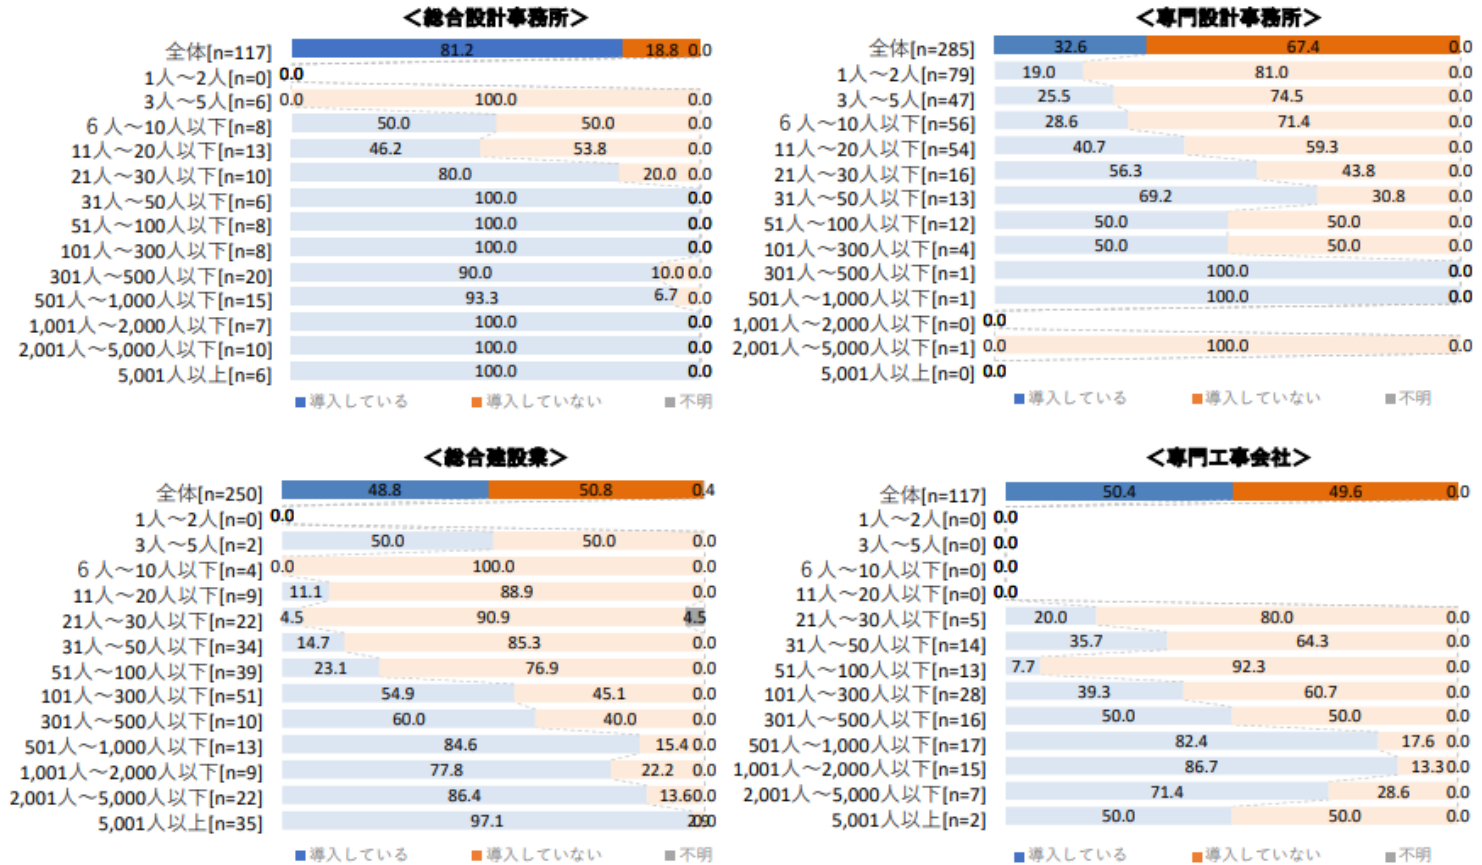 ＜総合設計事務所＞
全体[n=117] 81.2 18.8 0.0
1人～2人[n=0] 0.0
3人～5人[n=6] 0.0 100.0 0.0
６人～10人以下[n=8] 50.0 50.0 0.0
11人～20人以下[n=13] 46.2 53.8 0.0
21人～30人以下[n=10] 80.0 20.0 0.0
31人～50人以下[n=6] 100.0 0.0
51人～100人以下[n=8] 100.0 0.0
101人～300人以下[n=8] 100.0 0.0
301人～500人以下[n=20] 90.0 10.0 0.0
501人～1,000人以下[n=15] 93.3 6.7 0.0
1,001人～2,000人以下[n=7] 100.0 0.0
2,001人～5,000人以下[n=10] 100.0 0.0
5,001人以上[n=6] 100.0 0.0
導入している 導入していない 不明
＜専門設計事務所＞
全体[n=285] 32.6 67.4 0.0
1人～2人[n=79] 19.0 81.0 0.0
3人～5人[n=47] 25.5 74.5 0.0
６人～10人以下[n=56] 28.6 71.4 0.0
11人～20人以下[n=54] 40.7 59.3 0.0
21人～30人以下[n=16] 56.3 43.8 0.0
31人～50人以下[n=13] 69.2 30.8 0.0
51人～100人以下[n=12] 50.0 50.0 0.0
101人～300人以下[n=4] 50.0 50.0 0.0
301人～500人以下[n=1] 100.0 0.0
501人～1,000人以下[n=1] 100.0 0.0
1,001人～2,000人以下[n=0] 0.0
2,001人～5,000人以下[n=1] 0.0 100.0 0.0
5,001人以上[n=0] 0.0
導入している 導入していない 不明
＜総合建設業＞
全体[n=250] 48.8 50.8 0.4
1人～2人[n=0] 0.0
3人～5人[n=2] 50.0 50.0 0.0
６人～10人以下[n=4] 0.0 100.0 0.0
11人～20人以下[n=9] 11.1 88.9 0.0
21人～30人以下[n=22] 4.5 90.9 4.5
31人～50人以下[n=34] 14.7 85.3 0.0
51人～100人以下[n=39] 23.1 76.9 0.0
101人～300人以下[n=51] 54.9 45.1 0.0
301人～500人以下[n=10] 60.0 40.0 0.0
501人～1,000人以下[n=13] 84.6 15.4 0.0
1,001人～2,000人以下[n=9] 77.8 22.2 0.0
2,001人～5,000人以下[n=22] 86.4 13.6 0.0
5,001人以上[n=35] 97.1 2.9 0.0
導入している 導入していない 不明
＜専門工事会社＞
全体[n=117] 50.4 49.6 0.0
1人～2人[n=0] 0.0
3人～5人[n=0] 0.0
６人～10人以下[n=0] 0.0
11人～20人以下[n=0] 0.0
21人～30人以下[n=5] 20.0 80.0 0.0
31人～50人以下[n=14] 35.7 64.3 0.0
51人～100人以下[n=13] 7.7 92.3 0.0
101人～300人以下[n=28] 39.3 60.7 0.0
301人～500人以下[n=16] 50.0 50.0 0.0
501人～1,000人以下[n=17] 82.4 17.6 0.0
1,001人～2,000人以下[n=15] 86.7 13.3 0.0
2,001人～5,000人以下[n=7] 71.4 28.6 0.0
5,001人以上[n=2] 50.0 50.0 0.0
導入している 導入していない 不明